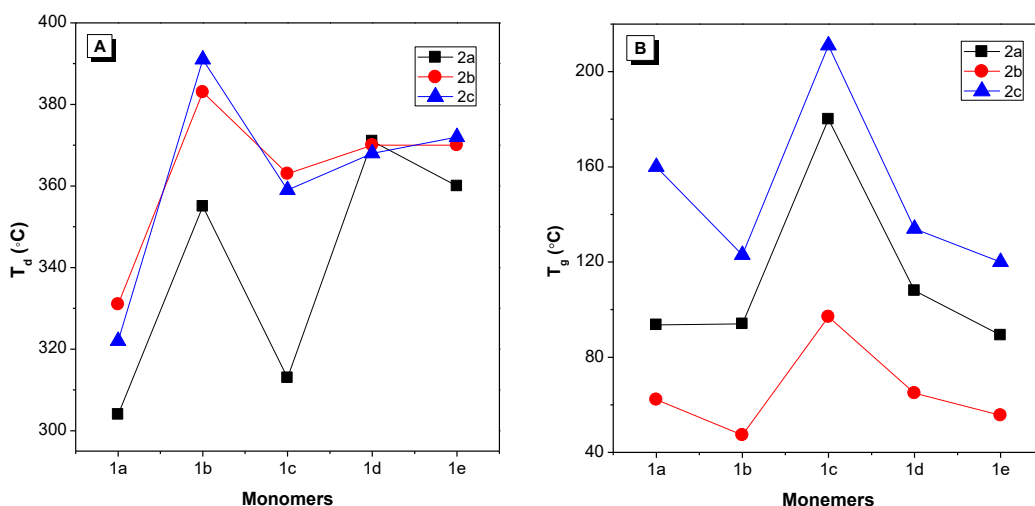 A
2a
2b
2c
400
380
360
340
320
300
T_d (°C)
1a 1b 1c 1d 1e
Monomers
B
2a
2b
2c
200
160
120
80
40
T_g (°C)
1a 1b 1c 1d 1e
Monemers